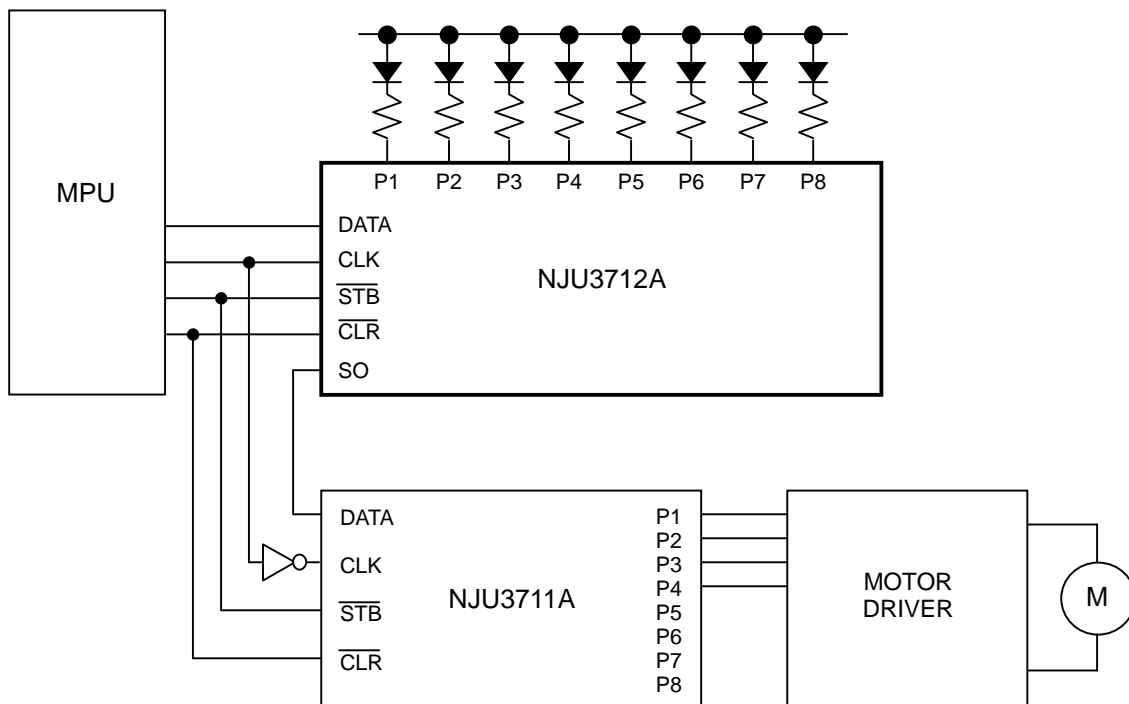 MPU
P1 P2 P3 P4 P5 P6 P7 P8
DATA
CLK
STB
CLR
SO
NJU3712A
DATA
CLK
STB
CLR
NJU3711A
P1
P2
P3
P4
P5
P6
P7
P8
MOTOR
DRIVER
M